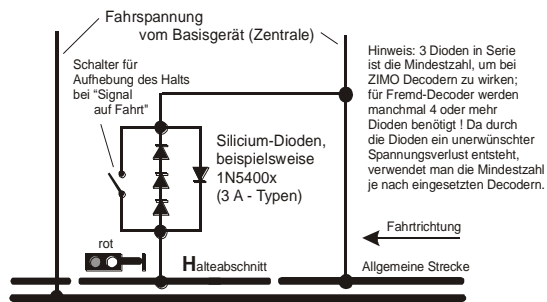 Fahrspannung
vom Basisgerät (Zentrale)
Schalter für
Aufhebung des Halts
bei "Signal
auf Fahrt"
Hinweis: 3 Dioden in Serie
ist die Mindestzahl, um bei
ZIMO Decodern zu wirken;
für Fremd-Decoder werden
manchmal 4 oder mehr
Dioden benötigt ! Da durch
die Dioden ein unerwünschter
Spannungsverlust entsteht,
verwendet man die Mindestzahl
je nach eingesetzten Decodern.
Silicium-Dioden,
beispielsweise
1N5400x
(3 A - Typen)
Fahrtrichtung
rot
Halteabschnitt
Allgemeine Strecke